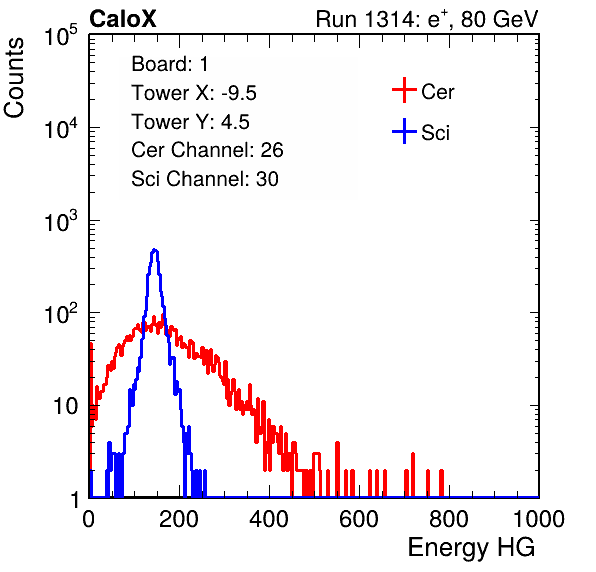 CaloX Run 1314: e⁺, 80 GeV
Counts
Board: 1
Tower X: -9.5
Tower Y: 4.5
Cer Channel: 26
Sci Channel: 30
Cer
Sci
10⁵
10⁴
10³
10²
10
1
0 200 400 600 800 1000
Energy HG